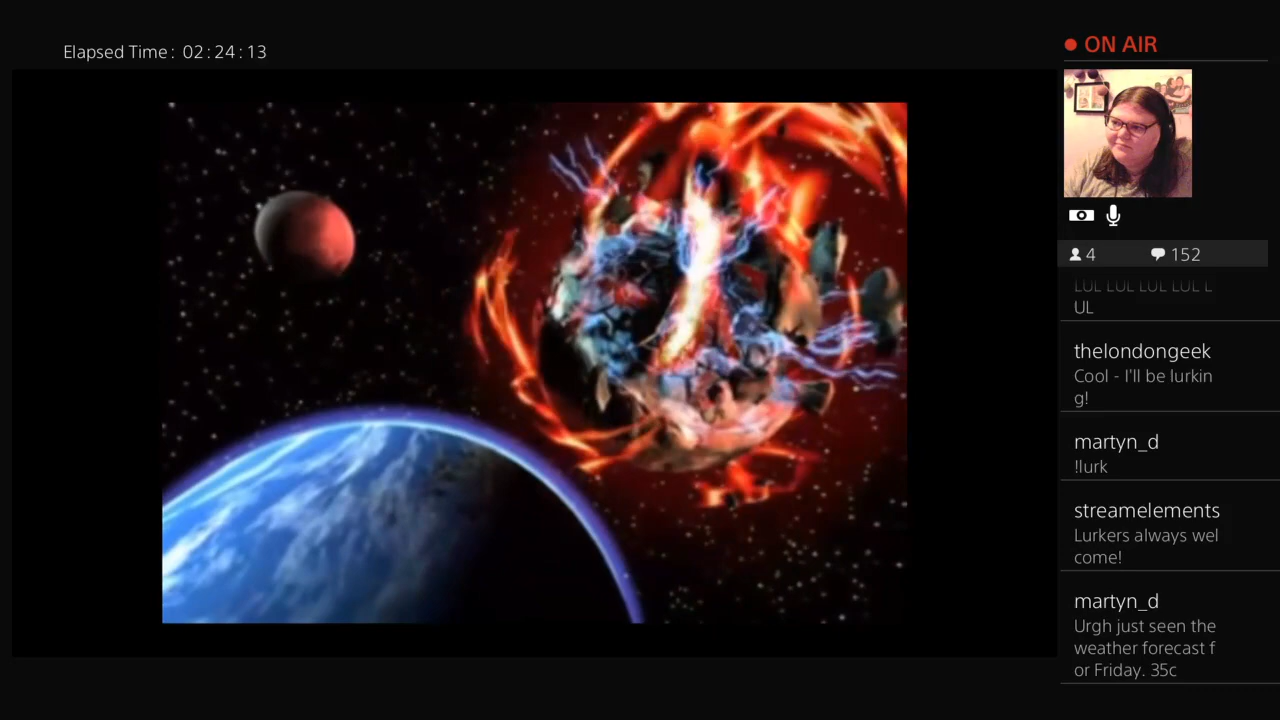 Elapsed Time: 02:24:13
ON AIR
4 152
LUL LUL LUL LUL L
UL
thelondongeek
Cool - I'll be lurkin
g!
martyn_d
!lurk
streamelements
Lurkers always wel
come!
martyn_d
Urgh just seen the
weather forecast f
or Friday. 35c